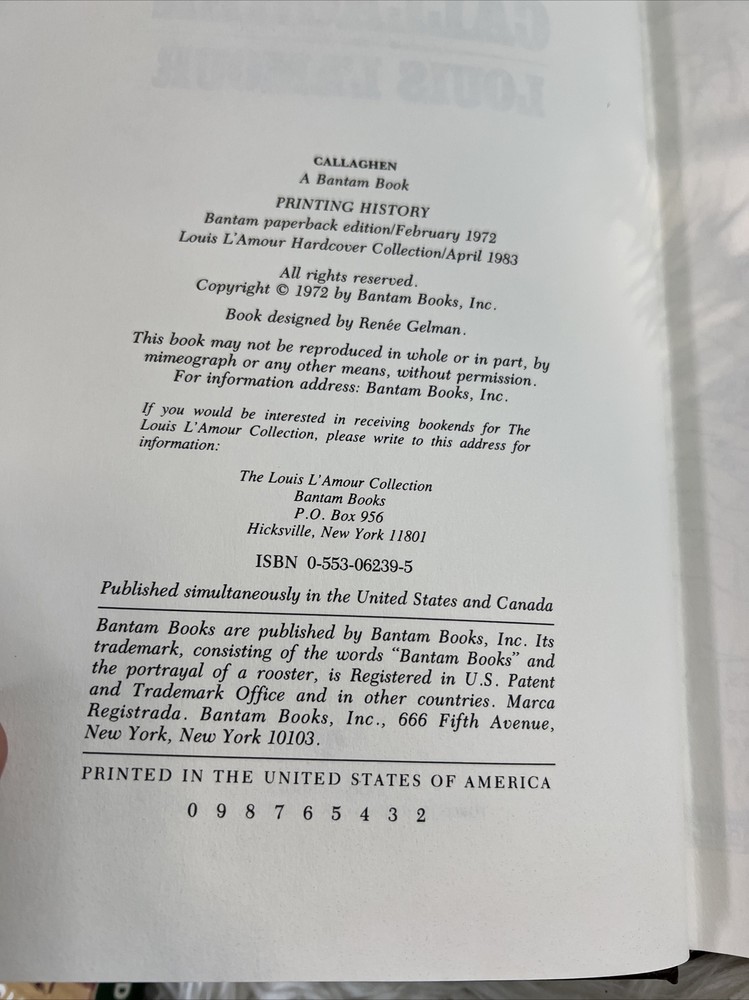 CALLAGHEN
A Bantam Book
PRINTING HISTORY
Bantam paperback edition/February 1972
Louis L'Amour Hardcover Collection/April 1983
All rights reserved.
Copyright © 1972 by Bantam Books, Inc.
Book designed by Renée Gelman.
This book may not be reproduced in whole or in part, by
mimeograph or any other means, without permission.
For information address: Bantam Books, Inc.
If you would be interested in receiving bookends for The
Louis L'Amour Collection, please write to this address for
information:
The Louis L'Amour Collection
Bantam Books
P.O. Box 956
Hicksville, New York 11801
ISBN 0-553-06239-5
Published simultaneously in the United States and Canada
Bantam Books are published by Bantam Books, Inc. Its
trademark, consisting of the words "Bantam Books" and
the portrayal of a rooster, is Registered in U.S. Patent
and Trademark Office and in other countries. Marca
Registrada. Bantam Books, Inc., 666 Fifth Avenue,
New York, New York 10103.
PRINTED IN THE UNITED STATES OF AMERICA
0 9 8 7 6 5 4 3 2